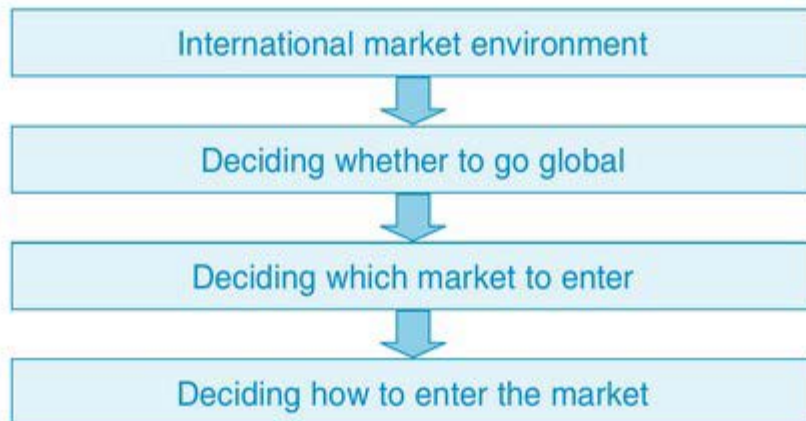 International market environment
Deciding whether to go global
Deciding which market to enter
Deciding how to enter the market